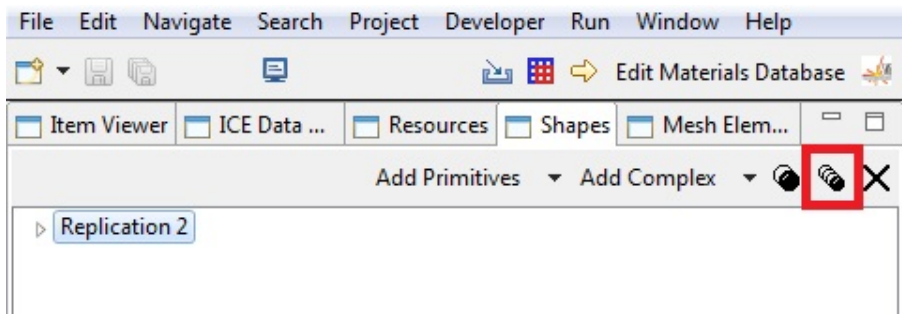 File Edit Navigate Search Project Developer Run Window Help
Edit Materials Database
Item Viewer ICE Data ... Resources Shapes Mesh Elem...
Add Primitives Add Complex
Replication 2